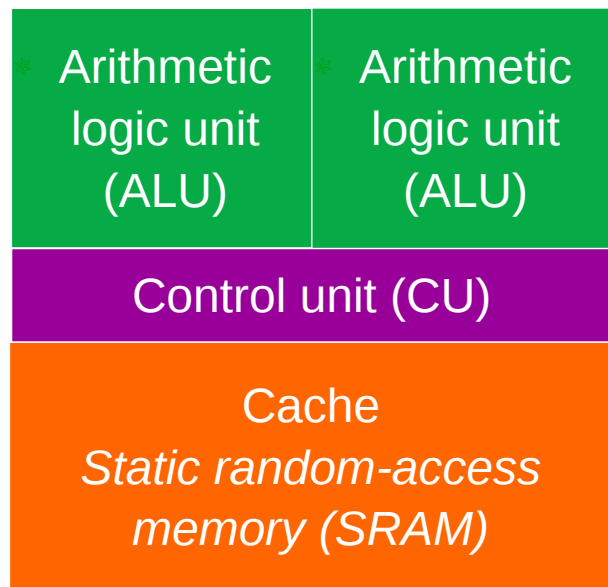 Arithmetic
logic unit
(ALU)
Arithmetic
logic unit
(ALU)
Control unit (CU)
Cache
Static random-access
memory (SRAM)